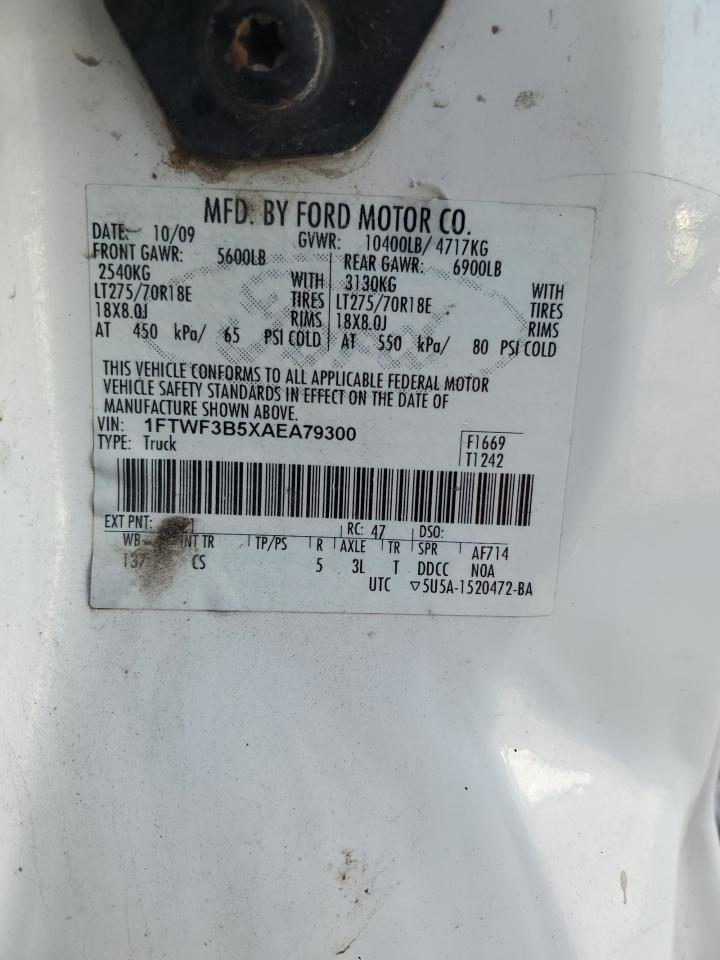 MFD. BY FORD MOTOR CO.
DATE: 10/09 GVWR: 10400LB/ 4717KG
FRONT GAWR: 5600LB REAR GAWR: 6900LB
2540KG WITH 3130KG WITH
LT275/70R18E TIRES LT275/70R18E TIRES
18X8.0J RIMS 18X8.0J RIMS
AT 450 kPa/ 65 PSI COLD AT 550 kPa/ 80 PSI COLD
THIS VEHICLE CONFORMS TO ALL APPLICABLE FEDERAL MOTOR
VEHICLE SAFETY STANDARDS IN EFFECT ON THE DATE OF
MANUFACTURE SHOWN ABOVE.
VIN: 1FTWF3B5XAEA79300 F1669
TYPE: Truck T1242
EXT PNT: RC: 47 DSO:
WB INT TR TP/PS R AXLE TR SPR AF714
137 CS 5 3L T DDCC NOA
UTC ▽5U5A-1520472-BA